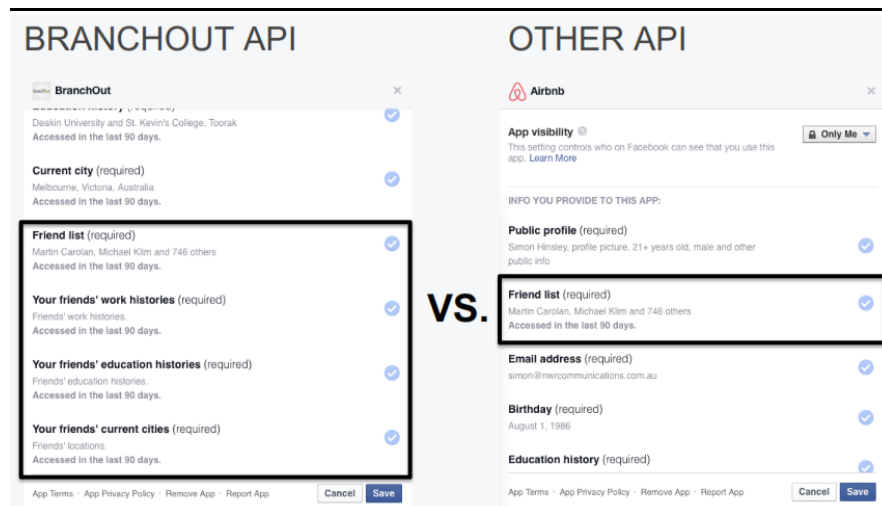 BRANCHOUT API
BranchOut
Education history (required)
Deakin University and St. Kevin's College, Toorak
Accessed in the last 90 days.
Current city (required)
Melbourne, Victoria, Australia
Accessed in the last 90 days.
Friend list (required)
Martin Carolan, Michael Klim and 746 others
Accessed in the last 90 days.
Your friends' work histories (required)
Friends' work histories.
Accessed in the last 90 days.
Your friends' education histories (required)
Friends' education histories.
Accessed in the last 90 days.
Your friends' current cities (required)
Friends' locations.
Accessed in the last 90 days.
App Terms · App Privacy Policy · Remove App · Report App
Cancel Save
VS.
OTHER API
Airbnb
App visibility
Only Me
This setting controls who on Facebook can see that you use this
app. Learn More
INFO YOU PROVIDE TO THIS APP:
Public profile (required)
Simon Hinsley, profile picture, 21+ years old, male and other
public info
Friend list (required)
Martin Carolan, Michael Klim and 746 others
Accessed in the last 90 days.
Email address (required)
simon@nwrcommunications.com.au
Birthday (required)
August 1, 1986
Education history (required)
App Terms · App Privacy Policy · Remove App · Report App
Cancel Save